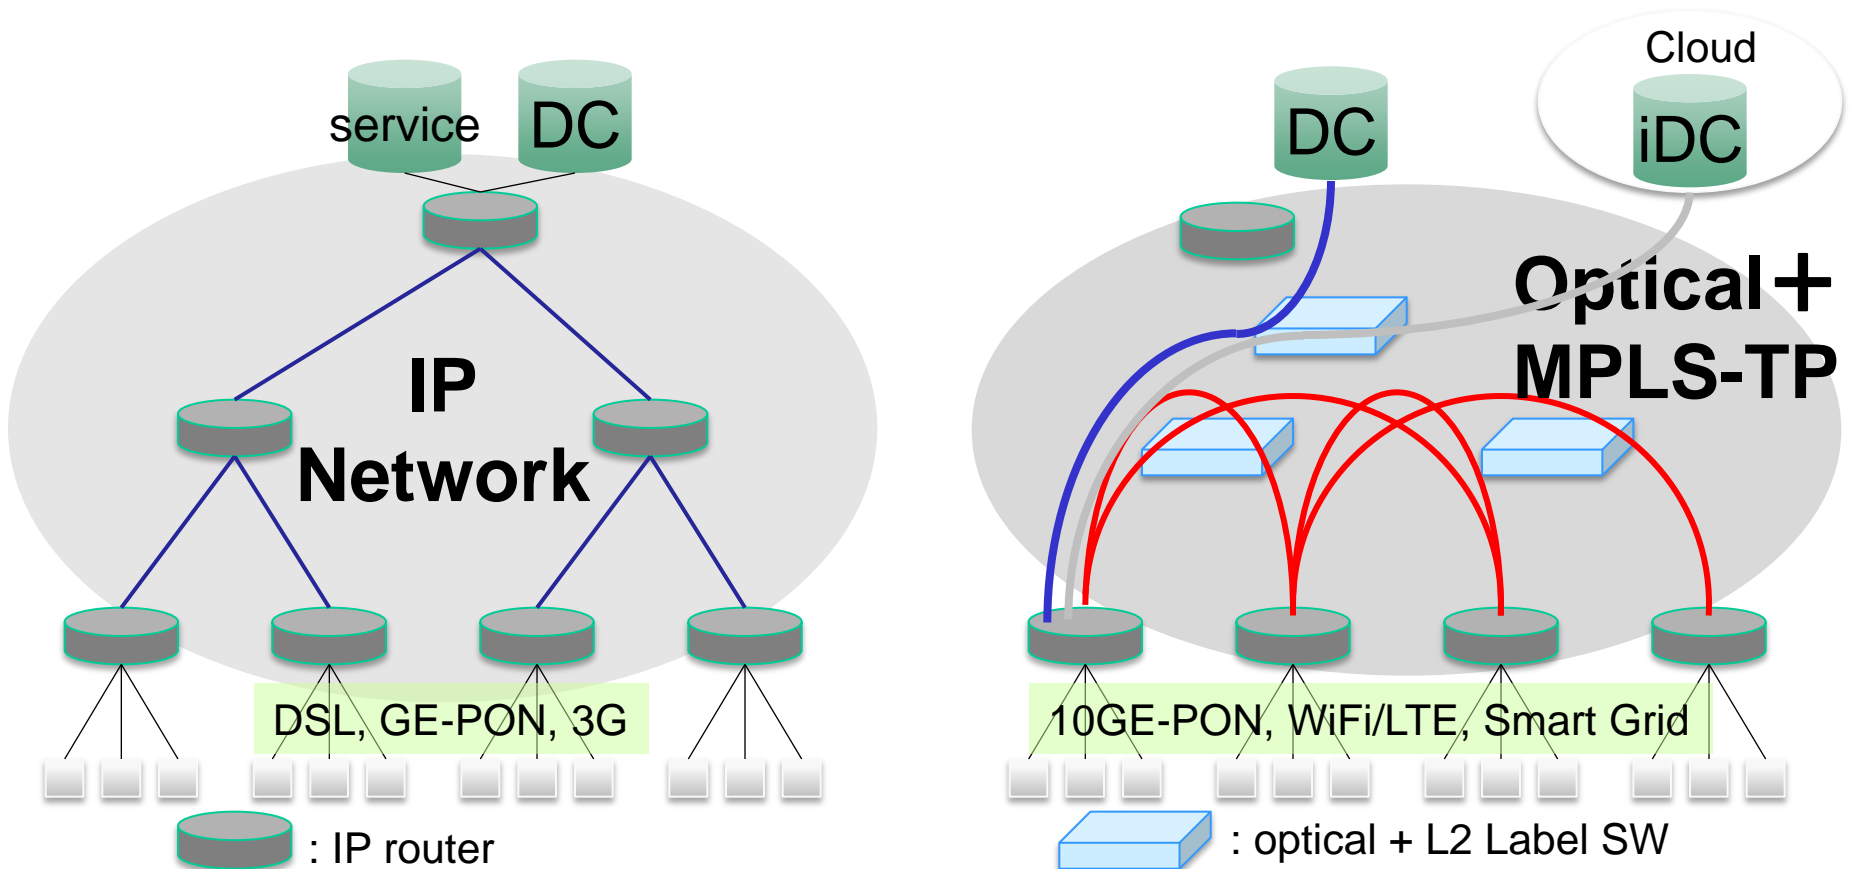 service
DC
IP
Network
DSL, GE-PON, 3G
: IP router
Cloud
DC
iDC
Optical+
MPLS-TP
10GE-PON, WiFi/LTE, Smart Grid
: optical + L2 Label SW